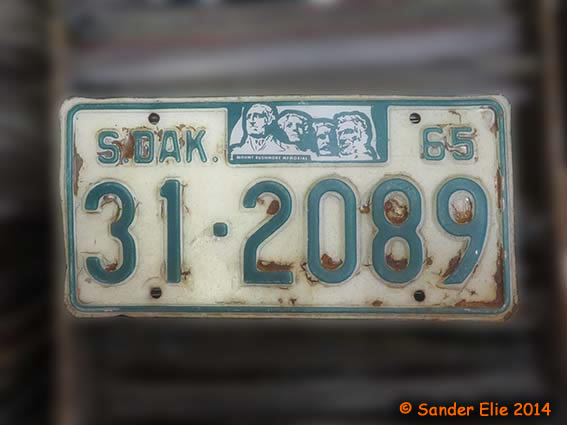 S.DAK. 65
MOUNT RUSHMORE MEMORIAL
31·2089
© Sander Elie 2014